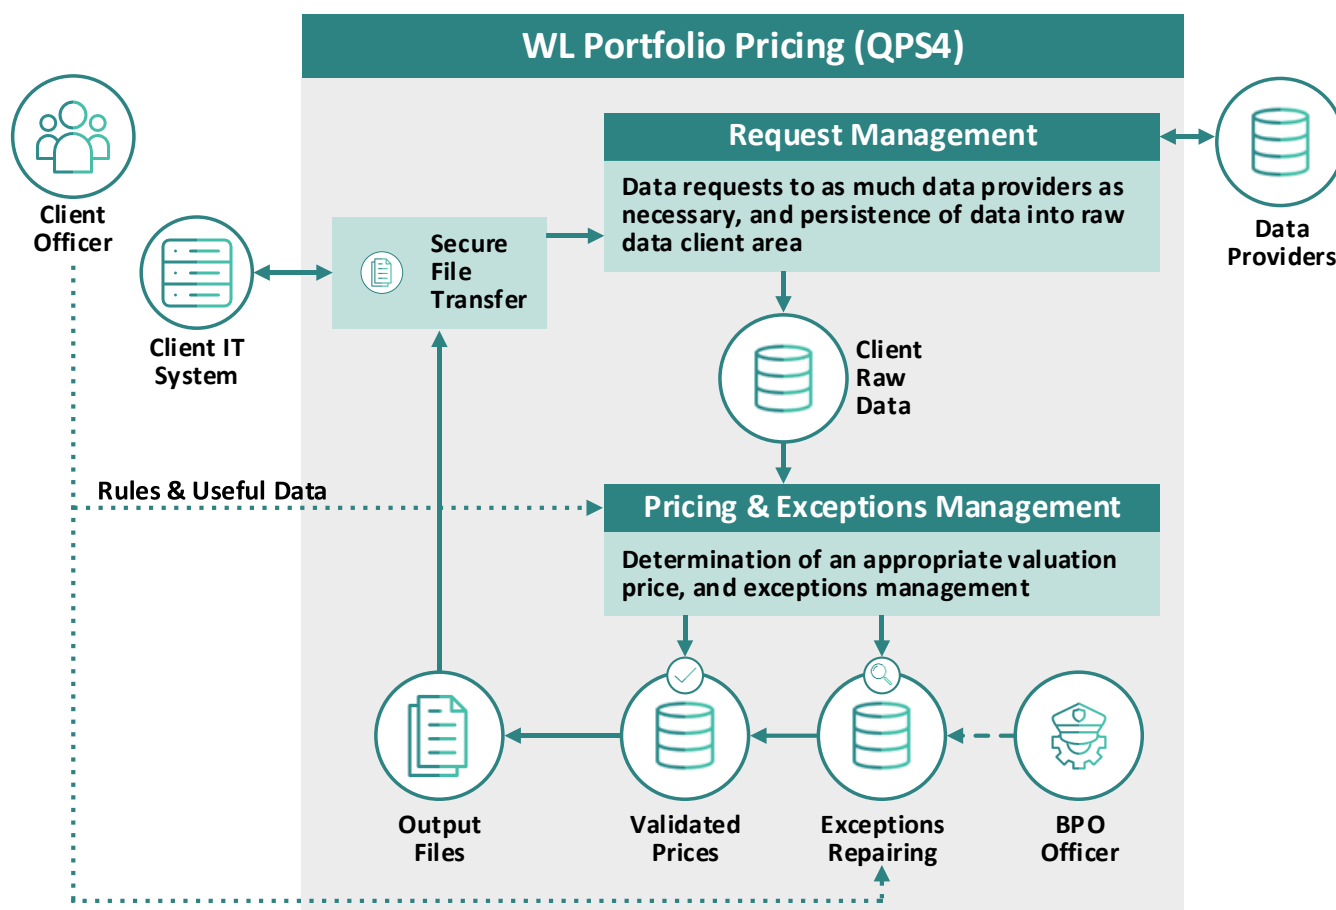 WL Portfolio Pricing (QPS4)
Client
Officer
Request Management
Data requests to as much data providers as
necessary, and persistence of data into raw
data client area
Data
Providers
Secure
File
Transfer
Client IT
System
Client
Raw
Data
Rules & Useful Data
Pricing & Exceptions Management
Determination of an appropriate valuation
price, and exceptions management
Output
Files
Validated
Prices
Exceptions
Repairing
BPO
Officer